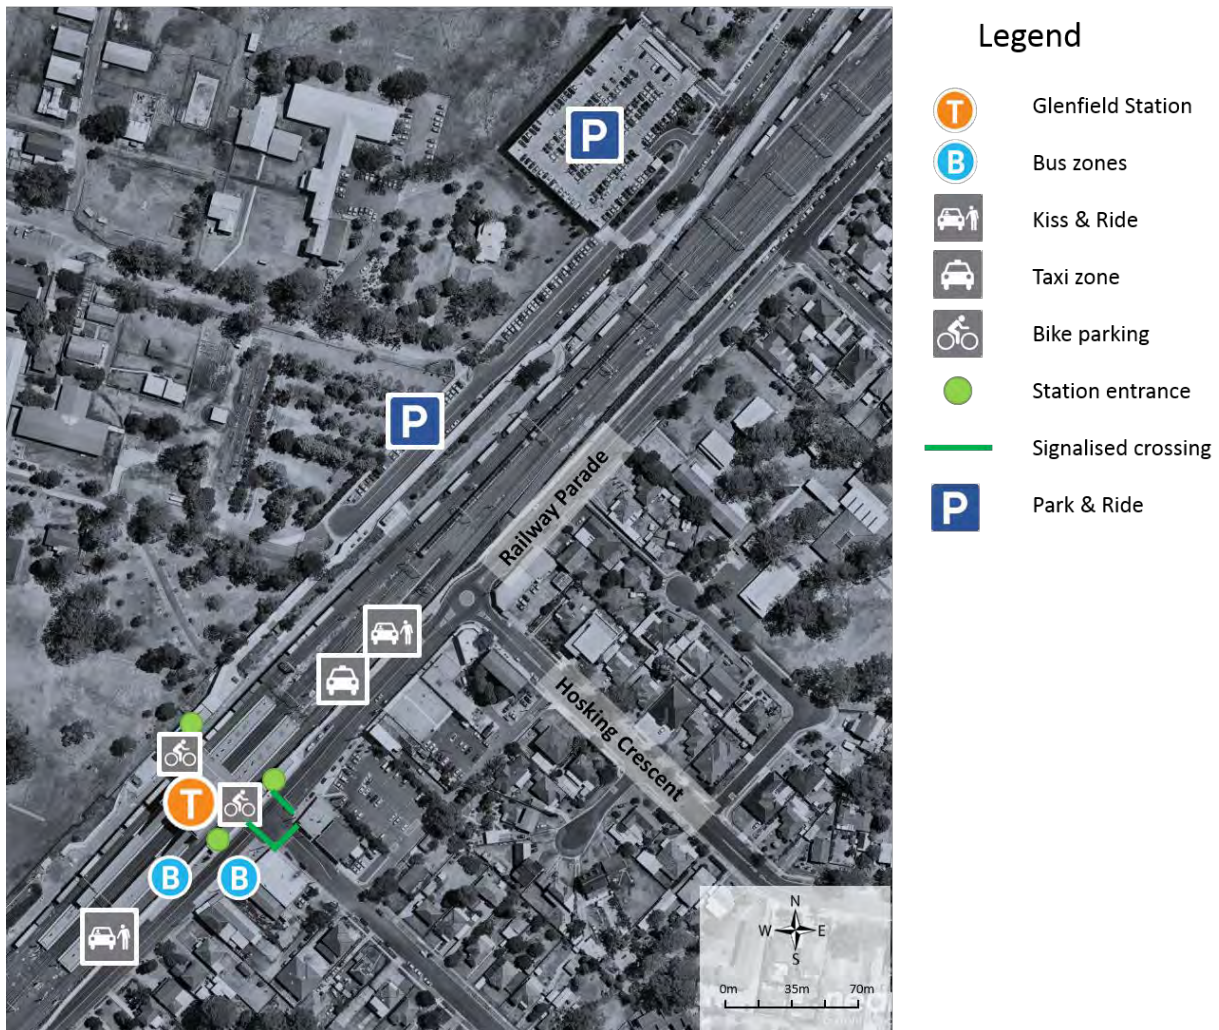 Legend
T
Glenfield Station
B
Bus zones
Kiss & Ride
Taxi zone
Bike parking
Station entrance
Signalised crossing
P
Park & Ride
P
P
Railway Parade
Hosking Crescent
T
B
B
N
W
E
S
0m
35m
70m